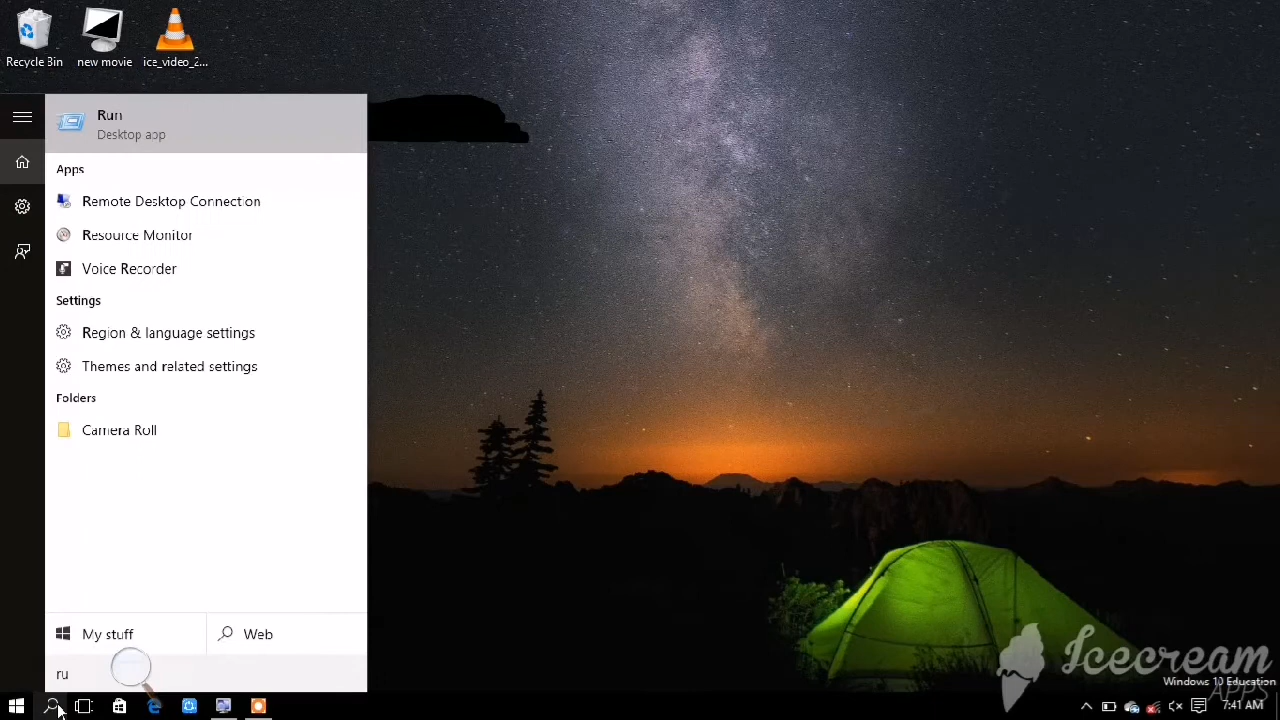 Recycle Bin
new movie
ice_video_2...
Run
Desktop app
Apps
Remote Desktop Connection
Resource Monitor
Voice Recorder
Settings
Region & language settings
Themes and related settings
Folders
Camera Roll
My stuff
Web
ru
Icecream
APPS
Windows 10 Education
7:41 AM